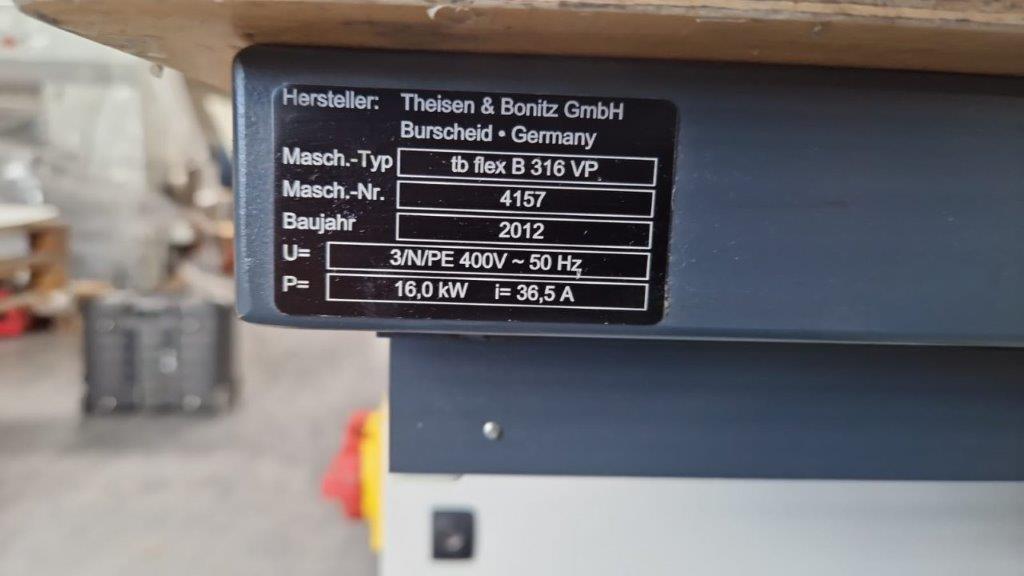 Hersteller: Theisen & Bonitz GmbH
Burscheid • Germany
Masch.-Typ tb flex B 316 VP
Masch.-Nr. 4157
Baujahr 2012
U= 3/N/PE 400V ~ 50 Hz
P= 16,0 kW i= 36,5 A